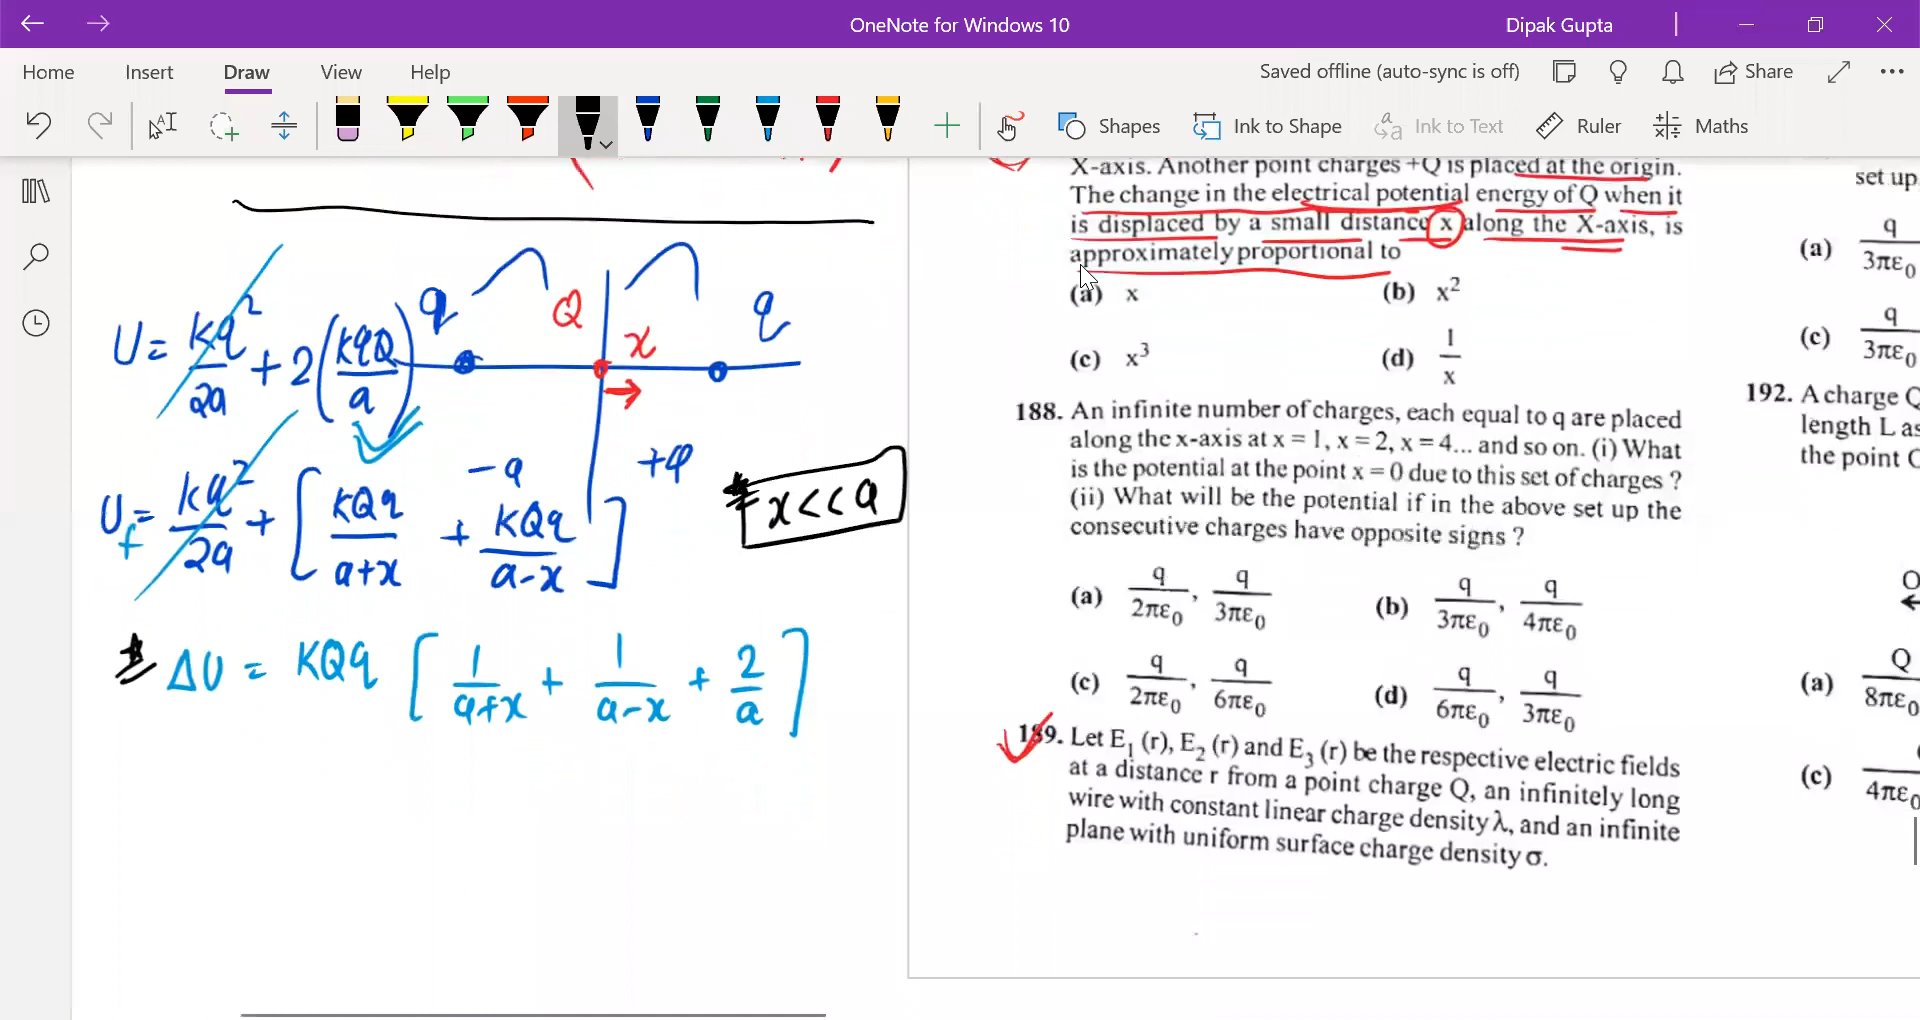 OneNote for Windows 10
Dipak Gupta
Home Insert Draw View Help
Saved offline (auto-sync is off) Share
Shapes Ink to Shape Ink to Text Ruler Maths
U = kq²/2a + 2(kqQ/a)
q Q x q
-a +a
U_f = kq²/2a + [kQq/a+x + kQq/a-x]
x<<a
ΔU = KQq [1/a+x + 1/a-x + 2/a]
X-axis. Another point charges +Q is placed at the origin.
The change in the electrical potential energy of Q when it
is displaced by a small distance x along the X-axis, is
approximately proportional to
(a) x (b) x²
(c) x³ (d) 1/x
188. An infinite number of charges, each equal to q are placed
along the x-axis at x = 1, x = 2, x = 4... and so on. (i) What
is the potential at the point x = 0 due to this set of charges ?
(ii) What will be the potential if in the above set up the
consecutive charges have opposite signs ?
(a) q/2πε₀, q/3πε₀ (b) q/3πε₀, q/4πε₀
(c) q/2πε₀, q/6πε₀ (d) q/6πε₀, q/3πε₀
189. Let E₁ (r), E₂ (r) and E₃ (r) be the respective electric fields
at a distance r from a point charge Q, an infinitely long
wire with constant linear charge density λ, and an infinite
plane with uniform surface charge density σ.
set up
(a) q/3πε₀
(c) q/3πε₀
192. A charge Q
length L as
the point O
(a) Q/8πε₀
(c) 4πε₀